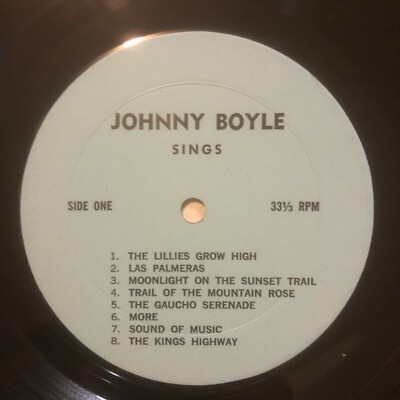 JOHNNY BOYLE
SINGS
SIDE ONE 33⅓ RPM
1. THE LILLIES GROW HIGH
2. LAS PALMERAS
3. MOONLIGHT ON THE SUNSET TRAIL
4. TRAIL OF THE MOUNTAIN ROSE
5. THE GAUCHO SERENADE
6. MORE
7. SOUND OF MUSIC
8. THE KINGS HIGHWAY